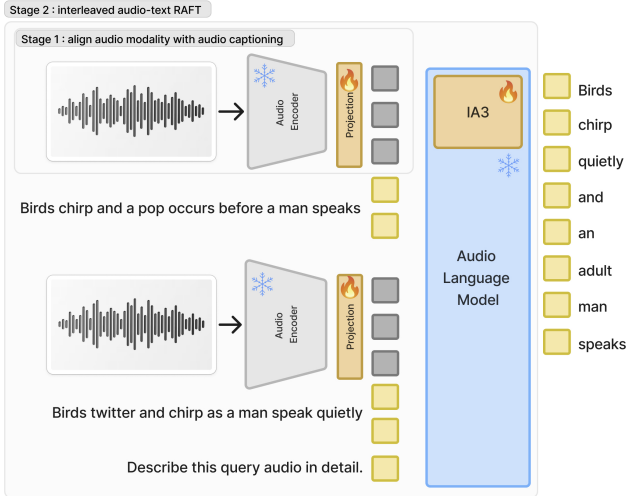 Stage 2 : interleaved audio-text RAFT
Stage 1 : align audio modality with audio captioning
Audio
Encoder
Projection
IA3
Birds
chirp
quietly
and
an
adult
man
speaks
Birds chirp and a pop occurs before a man speaks
Audio
Language
Model
Audio
Encoder
Projection
Birds twitter and chirp as a man speak quietly
Describe this query audio in detail.